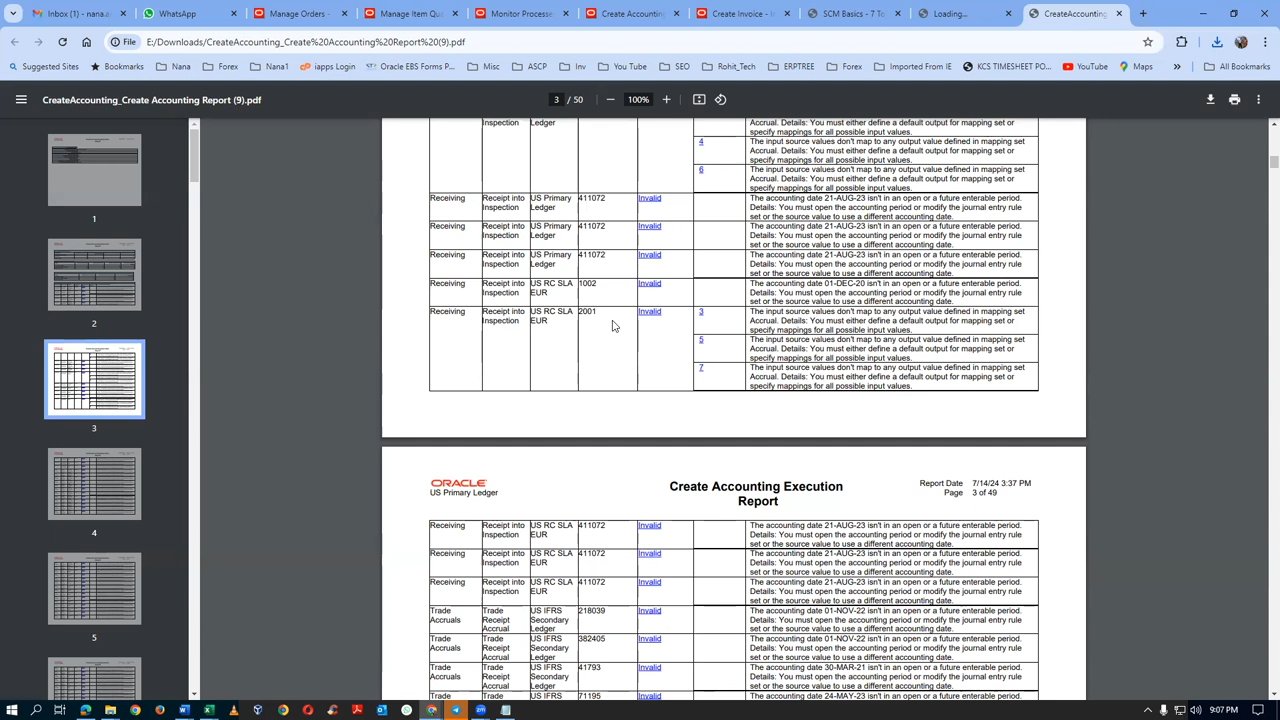 Inbox (31) - nana.a
WhatsApp
Manage Orders -
Manage Item Qua
Monitor Processe
Create Accounting
Create Invoice - In
SCM Basics - 7 To
Loading...
CreateAccounting
File
E:/Downloads/CreateAccounting_Create%20Accounting%20Report%20(9).pdf
Suggested Sites
Bookmarks
Nana
Forex
Nana1
iapps Login
Oracle EBS Forms P...
Misc
ASCP
Inv
You Tube
SEO
Rohit_Tech
ERPTREE
Forex
Imported From IE
KCS TIMESHEET PO...
YouTube
Maps
All Bookmarks
CreateAccounting_Create Accounting Report (9).pdf
3 / 50
100%
1
2
3
4
5
Inspection Ledger Accrual. Details: You must either define a default output for mapping set or
specify mappings for all possible input values.
4 The input source values don't map to any output value defined in mapping set
Accrual. Details: You must either define a default output for mapping set or
specify mappings for all possible input values.
6 The input source values don't map to any output value defined in mapping set
Accrual. Details: You must either define a default output for mapping set or
specify mappings for all possible input values.
Receiving Receipt into US Primary 411072 Invalid The accounting date 21-AUG-23 isn't in an open or a future enterable period.
Inspection Ledger Details: You must open the accounting period or modify the journal entry rule
set or the source value to use a different accounting date.
Receiving Receipt into US Primary 411072 Invalid The accounting date 21-AUG-23 isn't in an open or a future enterable period.
Inspection Ledger Details: You must open the accounting period or modify the journal entry rule
set or the source value to use a different accounting date.
Receiving Receipt into US Primary 411072 Invalid The accounting date 21-AUG-23 isn't in an open or a future enterable period.
Inspection Ledger Details: You must open the accounting period or modify the journal entry rule
set or the source value to use a different accounting date.
Receiving Receipt into US RC SLA 1002 Invalid The accounting date 01-DEC-20 isn't in an open or a future enterable period.
Inspection EUR Details: You must open the accounting period or modify the journal entry rule
set or the source value to use a different accounting date.
Receiving Receipt into US RC SLA 2001 Invalid 3 The input source values don't map to any output value defined in mapping set
Inspection EUR Accrual. Details: You must either define a default output for mapping set or
specify mappings for all possible input values.
5 The input source values don't map to any output value defined in mapping set
Accrual. Details: You must either define a default output for mapping set or
specify mappings for all possible input values.
7 The input source values don't map to any output value defined in mapping set
Accrual. Details: You must either define a default output for mapping set or
specify mappings for all possible input values.
ORACLE
US Primary Ledger
Create Accounting Execution
Report
Report Date 7/14/24 3:37 PM
Page 3 of 49
Receiving Receipt into US RC SLA 411072 Invalid The accounting date 21-AUG-23 isn't in an open or a future enterable period.
Inspection EUR Details: You must open the accounting period or modify the journal entry rule
set or the source value to use a different accounting date.
Receiving Receipt into US RC SLA 411072 Invalid The accounting date 21-AUG-23 isn't in an open or a future enterable period.
Inspection EUR Details: You must open the accounting period or modify the journal entry rule
set or the source value to use a different accounting date.
Receiving Receipt into US RC SLA 411072 Invalid The accounting date 21-AUG-23 isn't in an open or a future enterable period.
Inspection EUR Details: You must open the accounting period or modify the journal entry rule
set or the source value to use a different accounting date.
Trade Trade US IFRS 218039 Invalid The accounting date 01-NOV-22 isn't in an open or a future enterable period.
Accruals Receipt Secondary Details: You must open the accounting period or modify the journal entry rule
Accrual Ledger set or the source value to use a different accounting date.
Trade Trade US IFRS 382405 Invalid The accounting date 01-NOV-22 isn't in an open or a future enterable period.
Accruals Receipt Secondary Details: You must open the accounting period or modify the journal entry rule
Accrual Ledger set or the source value to use a different accounting date.
Trade Trade US IFRS 41793 Invalid The accounting date 30-MAR-21 isn't in an open or a future enterable period.
Accruals Receipt Secondary Details: You must open the accounting period or modify the journal entry rule
Accrual Ledger set or the source value to use a different accounting date.
Trade Trade US IFRS 71195 Invalid The accounting date 24-MAY-23 isn't in an open or a future enterable period.
9:07 PM